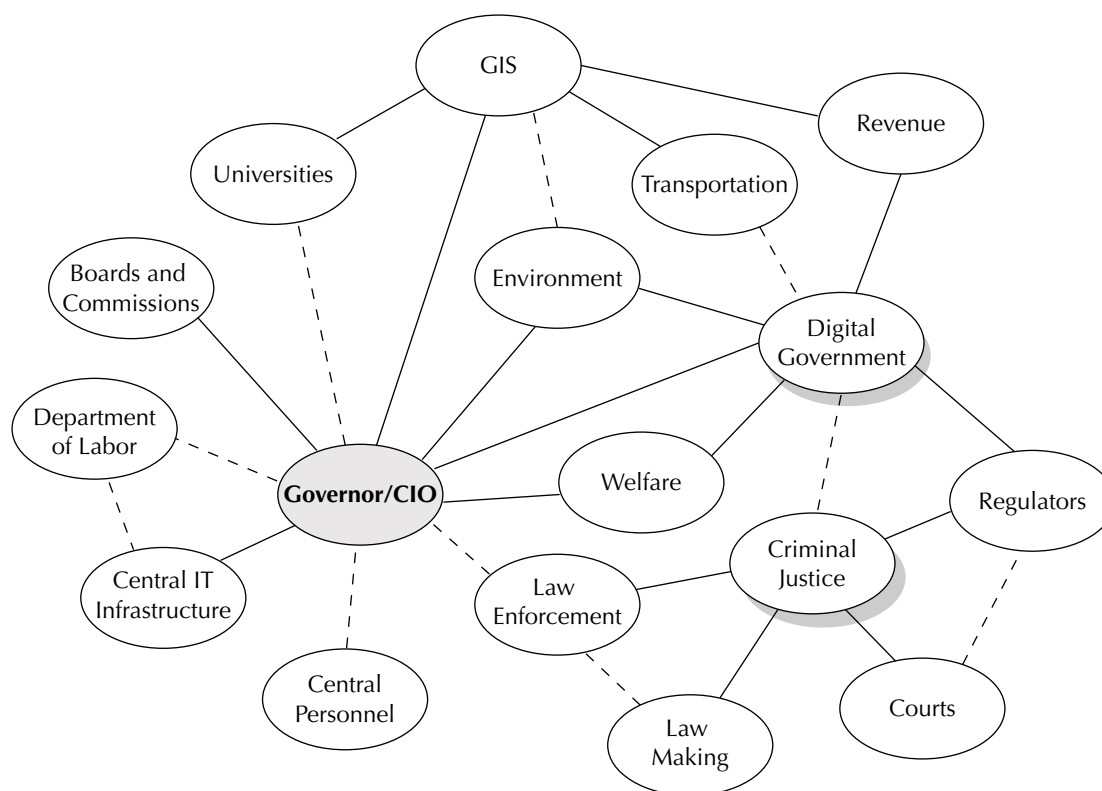 GIS
Revenue
Universities
Transportation
Boards and
Commissions
Environment
Digital
Government
Department
of Labor
Governor/CIO
Welfare
Regulators
Central IT
Infrastructure
Law
Enforcement
Criminal
Justice
Central
Personnel
Law
Making
Courts